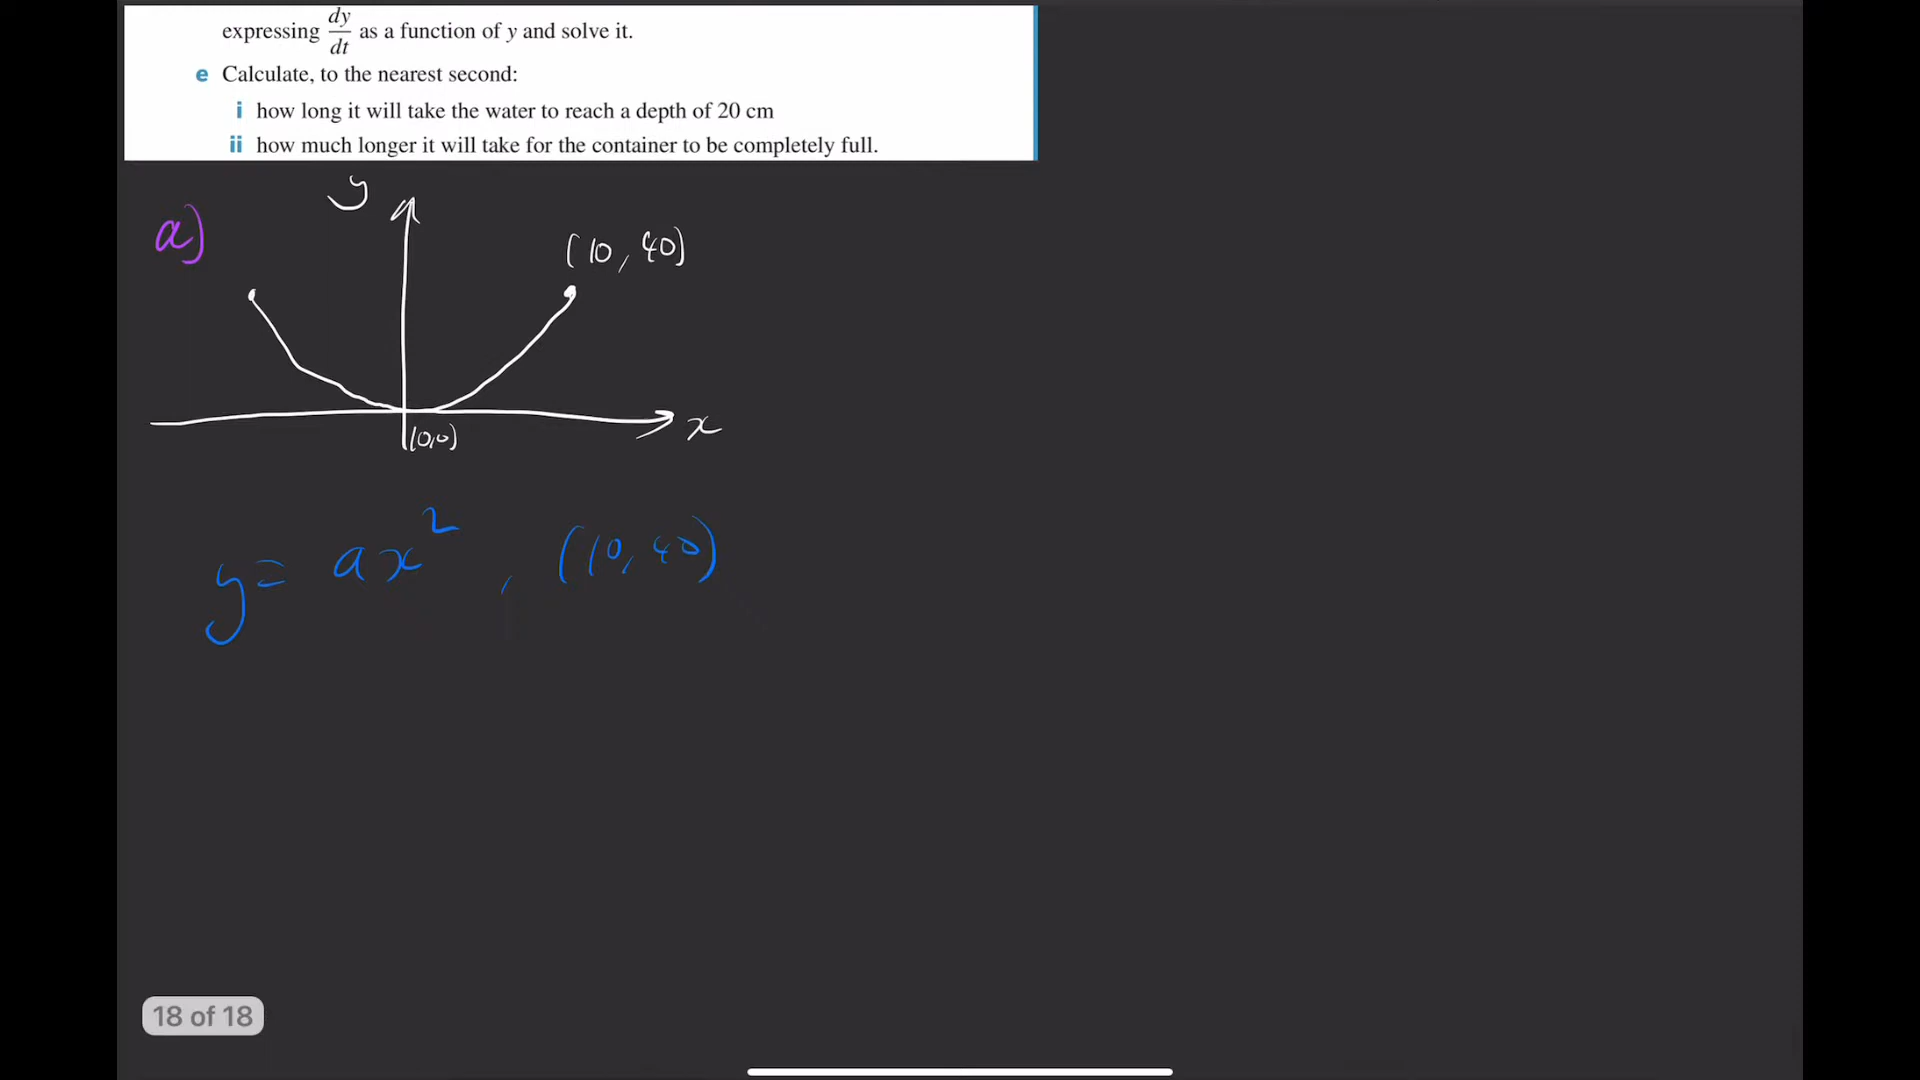 expressing dy/dt as a function of y and solve it.
e Calculate, to the nearest second:
i how long it will take the water to reach a depth of 20 cm
ii how much longer it will take for the container to be completely full.
y
a)
(10, 40)
x
(0,0)
y = ax², (10, 40)
18 of 18